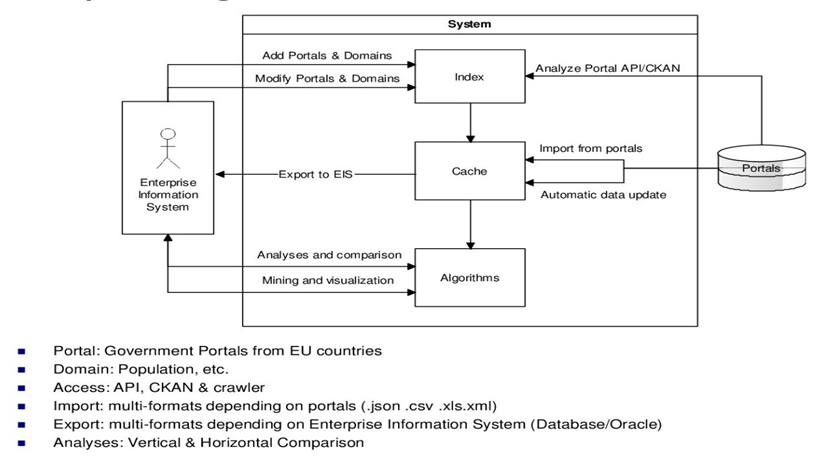 System
Add Portals & Domains
Modify Portals & Domains
Index
Analyze Portal API/CKAN
Enterprise
Information
System
Export to EIS
Cache
Import from portals
Automatic data update
Portals
Analyses and comparison
Mining and visualization
Algorithms
Portal: Government Portals from EU countries
Domain: Population, etc.
Access: API, CKAN & crawler
Import: multi-formats depending on portals (.json .csv .xls.xml)
Export: multi-formats depending on Enterprise Information System (Database/Oracle)
Analyses: Vertical & Horizontal Comparison